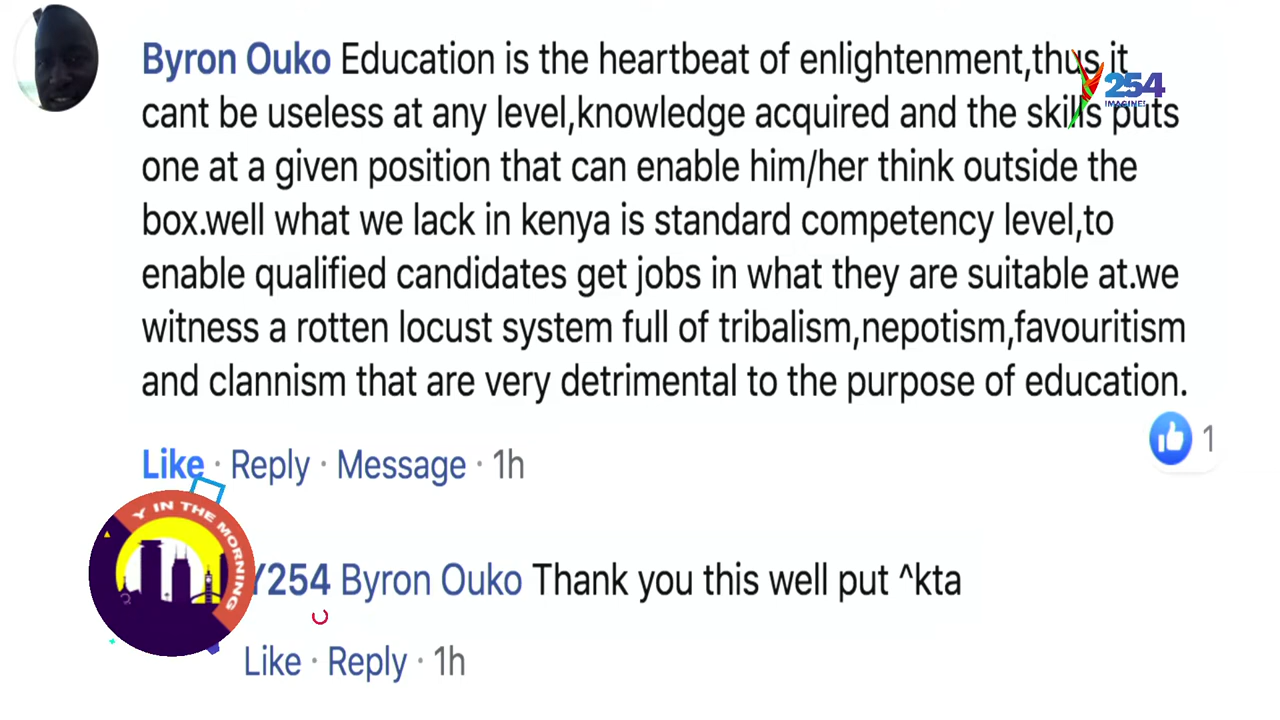 Byron Ouko Education is the heartbeat of enlightenment,thus it
254
IMAGINE!
cant be useless at any level,knowledge acquired and the skills puts
one at a given position that can enable him/her think outside the
box.well what we lack in kenya is standard competency level,to
enable qualified candidates get jobs in what they are suitable at.we
witness a rotten locust system full of tribalism,nepotism,favouritism
and clannism that are very detrimental to the purpose of education.
1
Like · Reply · Message · 1h
Y IN THE MORNING
Y254 Byron Ouko Thank you this well put ^kta
Like · Reply · 1h